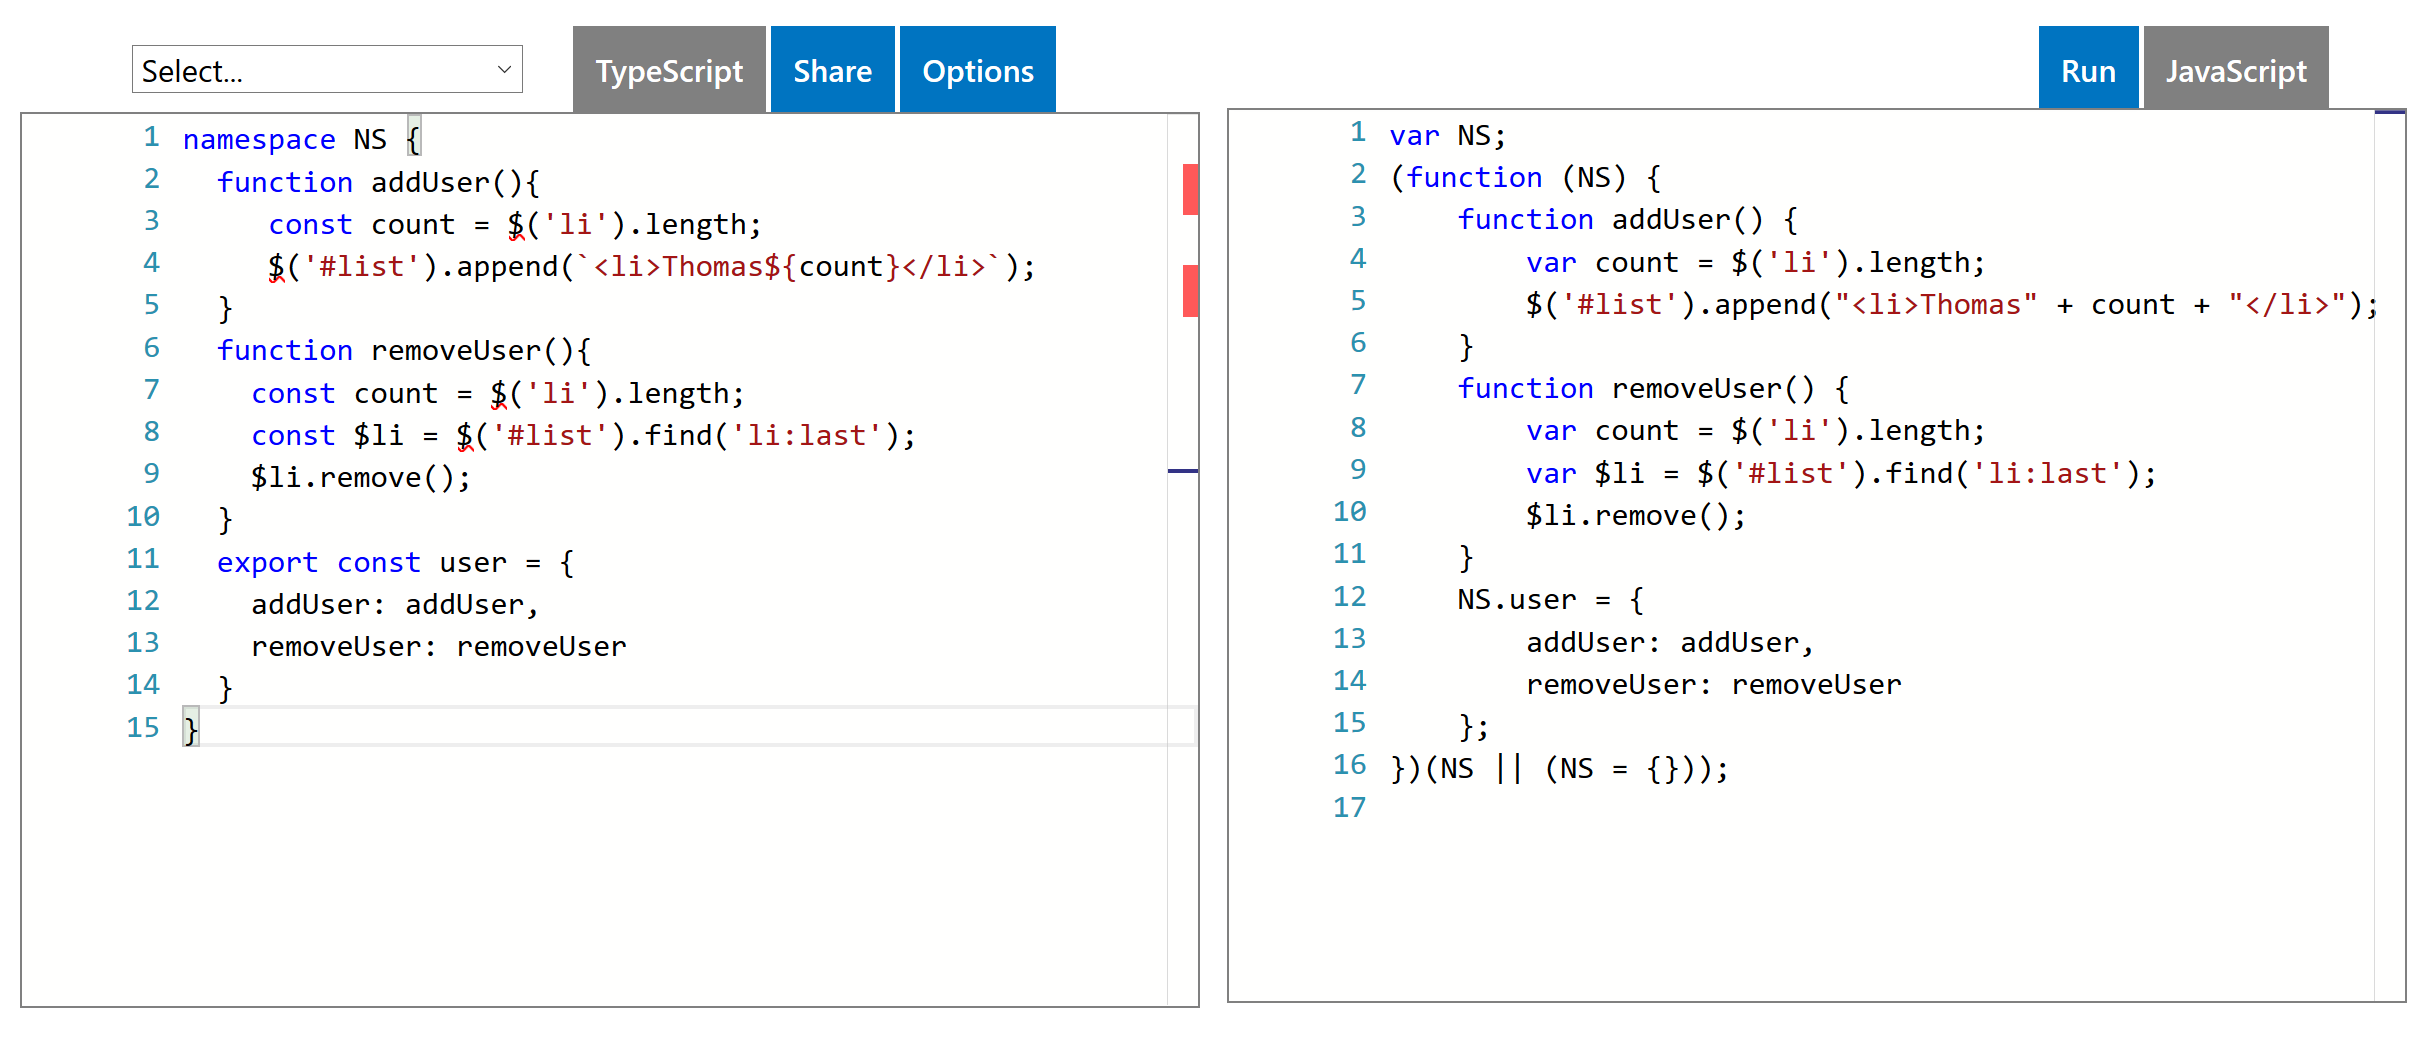 Select... TypeScript Share Options Run JavaScript
1 namespace NS {
2 function addUser(){
3 const count = $('li').length;
4 $('#list').append(`<li>Thomas${count}</li>`);
5 }
6 function removeUser(){
7 const count = $('li').length;
8 const $li = $('#list').find('li:last');
9 $li.remove();
10 }
11 export const user = {
12 addUser: addUser,
13 removeUser: removeUser
14 }
15 }
1 var NS;
2 (function (NS) {
3 function addUser() {
4 var count = $('li').length;
5 $('#list').append("<li>Thomas" + count + "</li>");
6 }
7 function removeUser() {
8 var count = $('li').length;
9 var $li = $('#list').find('li:last');
10 $li.remove();
11 }
12 NS.user = {
13 addUser: addUser,
14 removeUser: removeUser
15 };
16 })(NS || (NS = {}));
17